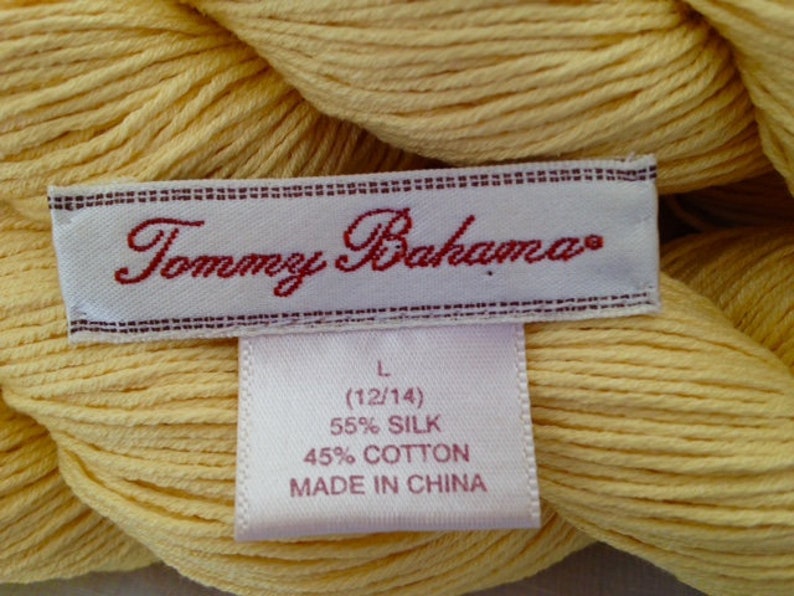 Tommy Bahama®
L
(12/14)
55% SILK
45% COTTON
MADE IN CHINA